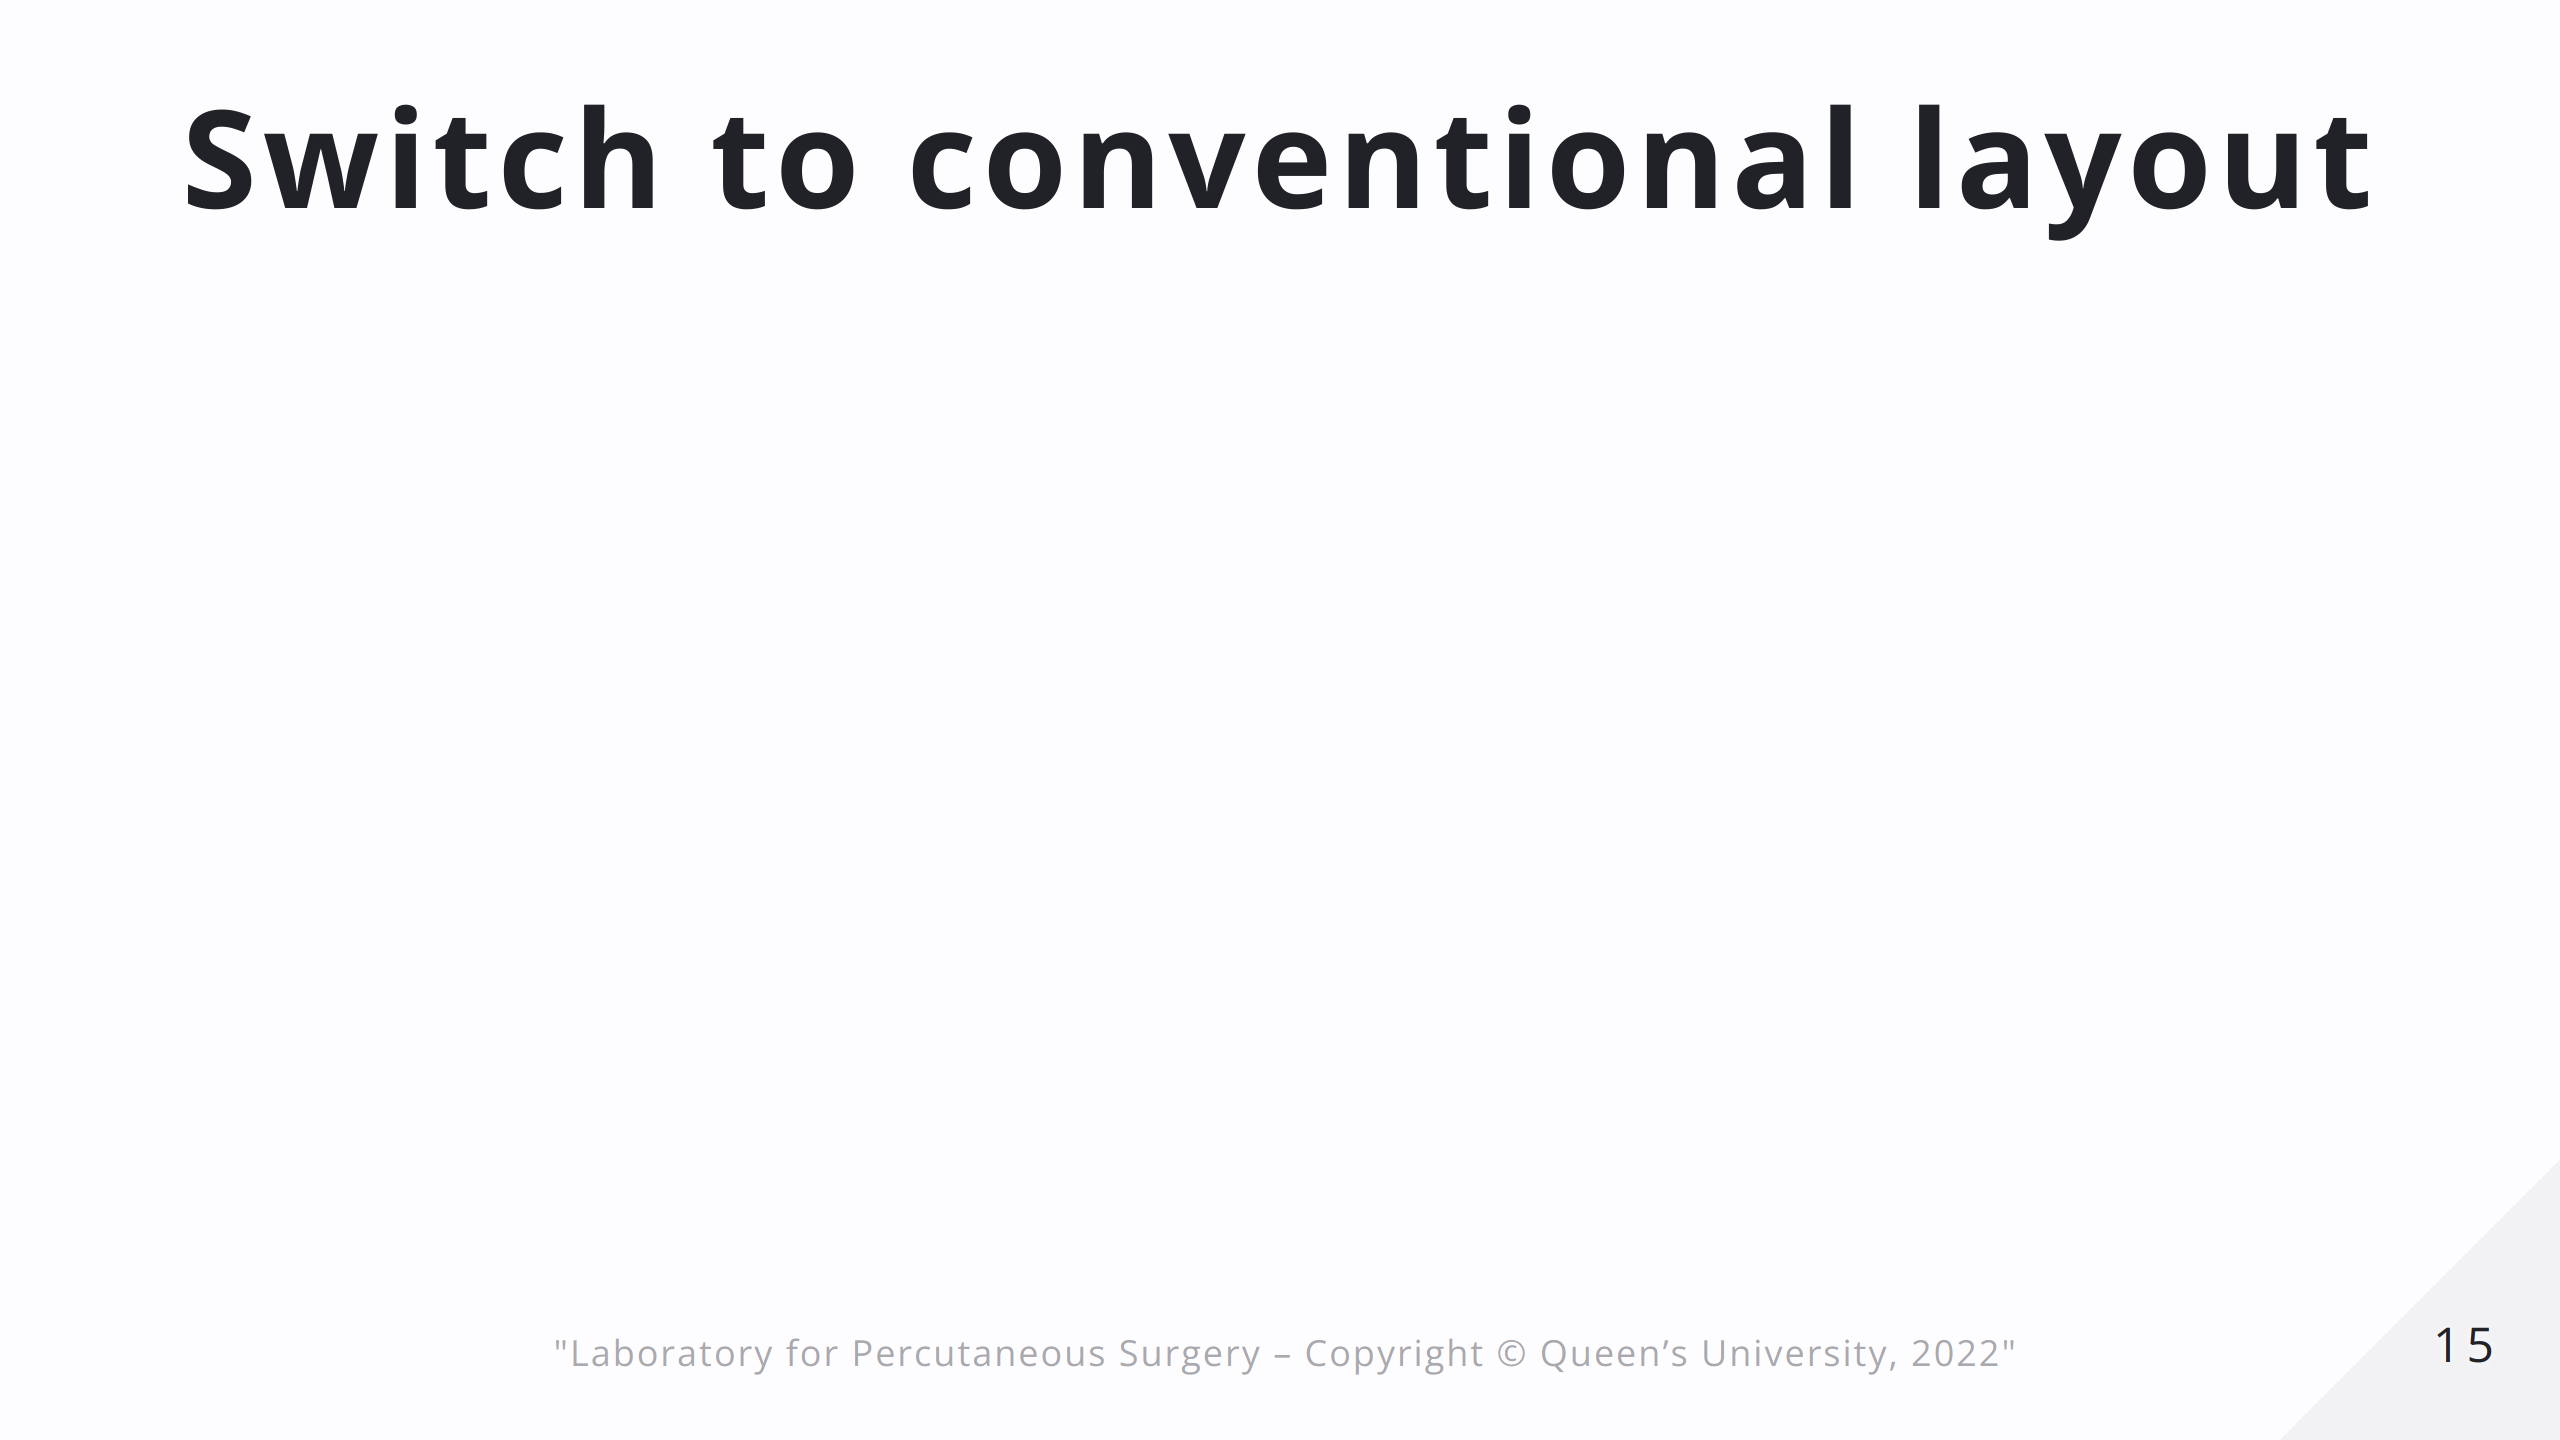 Switch to conventional layout
"Laboratory for Percutaneous Surgery – Copyright © Queen’s University, 2022"
15